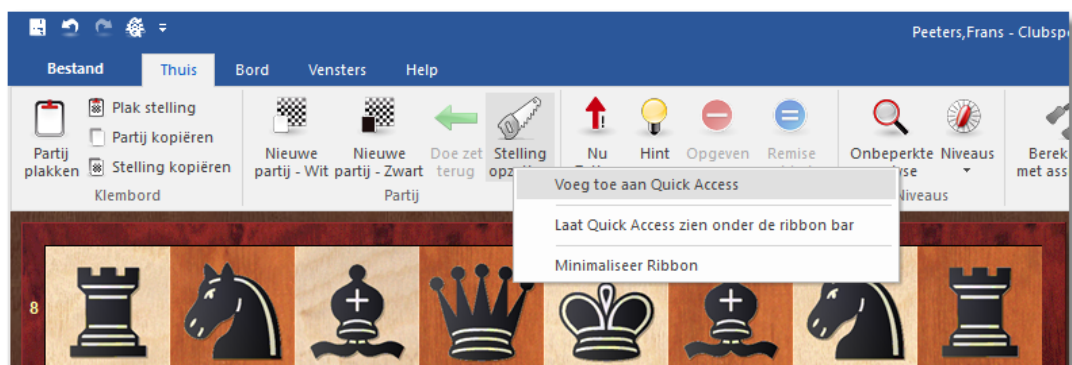 Peeters,Frans - Clubsp
Bestand Thuis Bord Vensters Help
Plak stelling
Partij kopiëren
Stelling kopiëren
Partij
plakken
Klembord
Nieuwe
partij - Wit
Nieuwe
partij - Zwart
Doe zet
terug
Stelling
Partij
Nu
Hint
Opgeven
Remise
Onbeperkte
Niveaus
Niveaus
Berek
met ass
Voeg toe aan Quick Access
Laat Quick Access zien onder de ribbon bar
Minimaliseer Ribbon
8